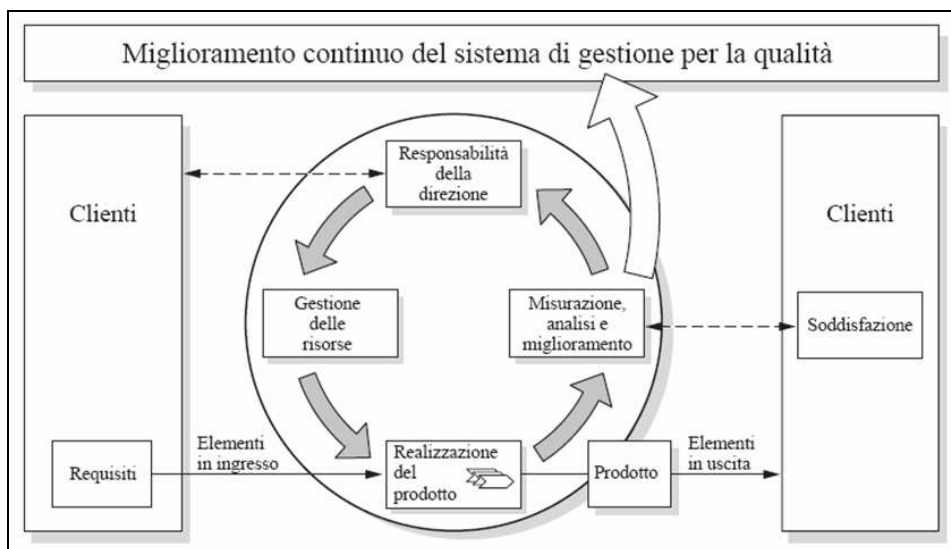 Miglioramento continuo del sistema di gestione per la qualità
Clienti
Responsabilità
della
direzione
Clienti
Gestione
delle
risorse
Misurazione,
analisi e
miglioramento
Soddisfazione
Requisiti
Elementi
in ingresso
Realizzazione
del
prodotto
Prodotto
Elementi
in uscita